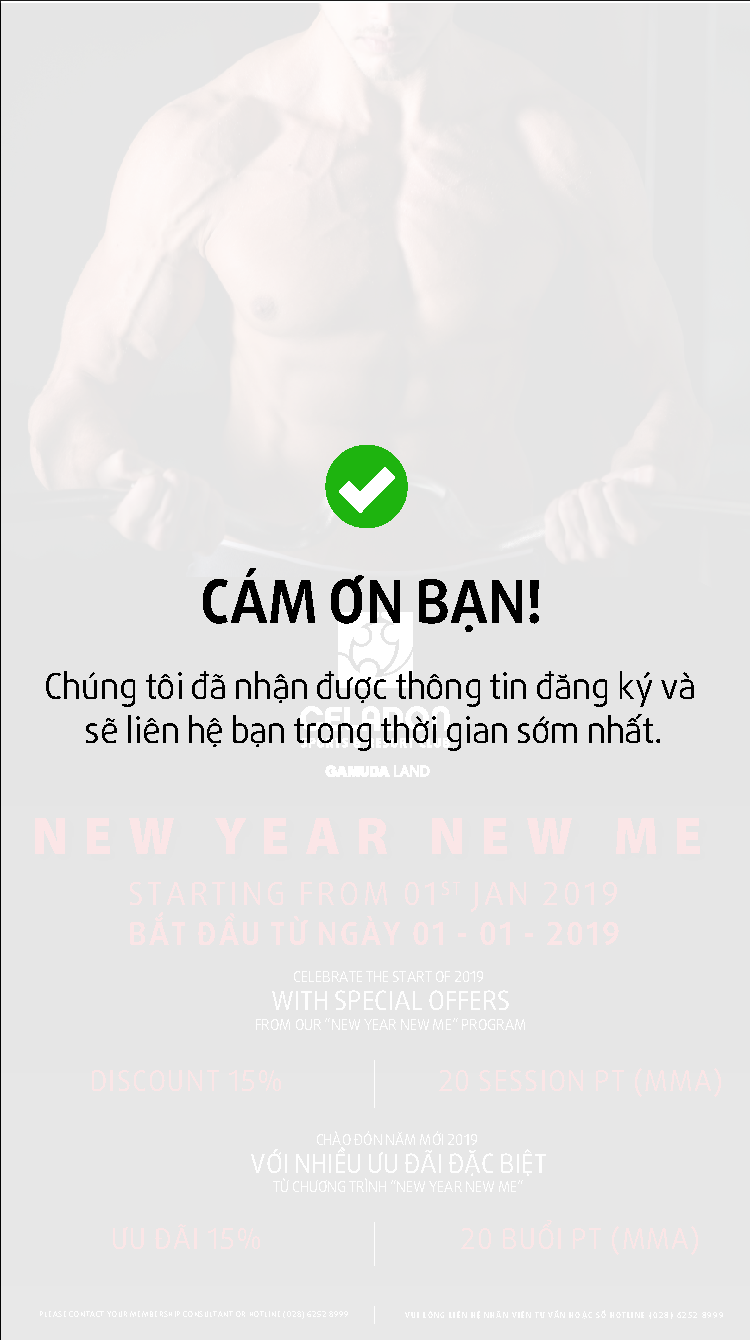 CÁM ƠN BẠN!
Chúng tôi đã nhận được thông tin đăng ký và
sẽ liên hệ bạn trong thời gian sớm nhất.
CELADON
SPORTS & RESORT CLUB
GAMUDA LAND
NEW YEAR NEW ME
STARTING FROM 01ST JAN 2019
BẮT ĐẦU TỪ NGÀY 01 - 01 - 2019
CELEBRATE THE START OF 2019
WITH SPECIAL OFFERS
FROM OUR "NEW YEAR NEW ME" PROGRAM
DISCOUNT 15%
20 SESSION PT (MMA)
CHÀO ĐÓN NĂM MỚI 2019
VỚI NHIỀU ƯU ĐÃI ĐẶC BIỆT
TỪ CHƯƠNG TRÌNH "NEW YEAR NEW ME"
ƯU ĐÃI 15%
20 BUỔI PT (MMA)
PLEASE CONTACT YOUR MEMBERSHIP CONSULTANT OR HOTLINE (028) 6252 8999
VUI LÒNG LIÊN HỆ NHÂN VIÊN TƯ VẤN HOẶC SỐ HOTLINE (028) 6252 8999